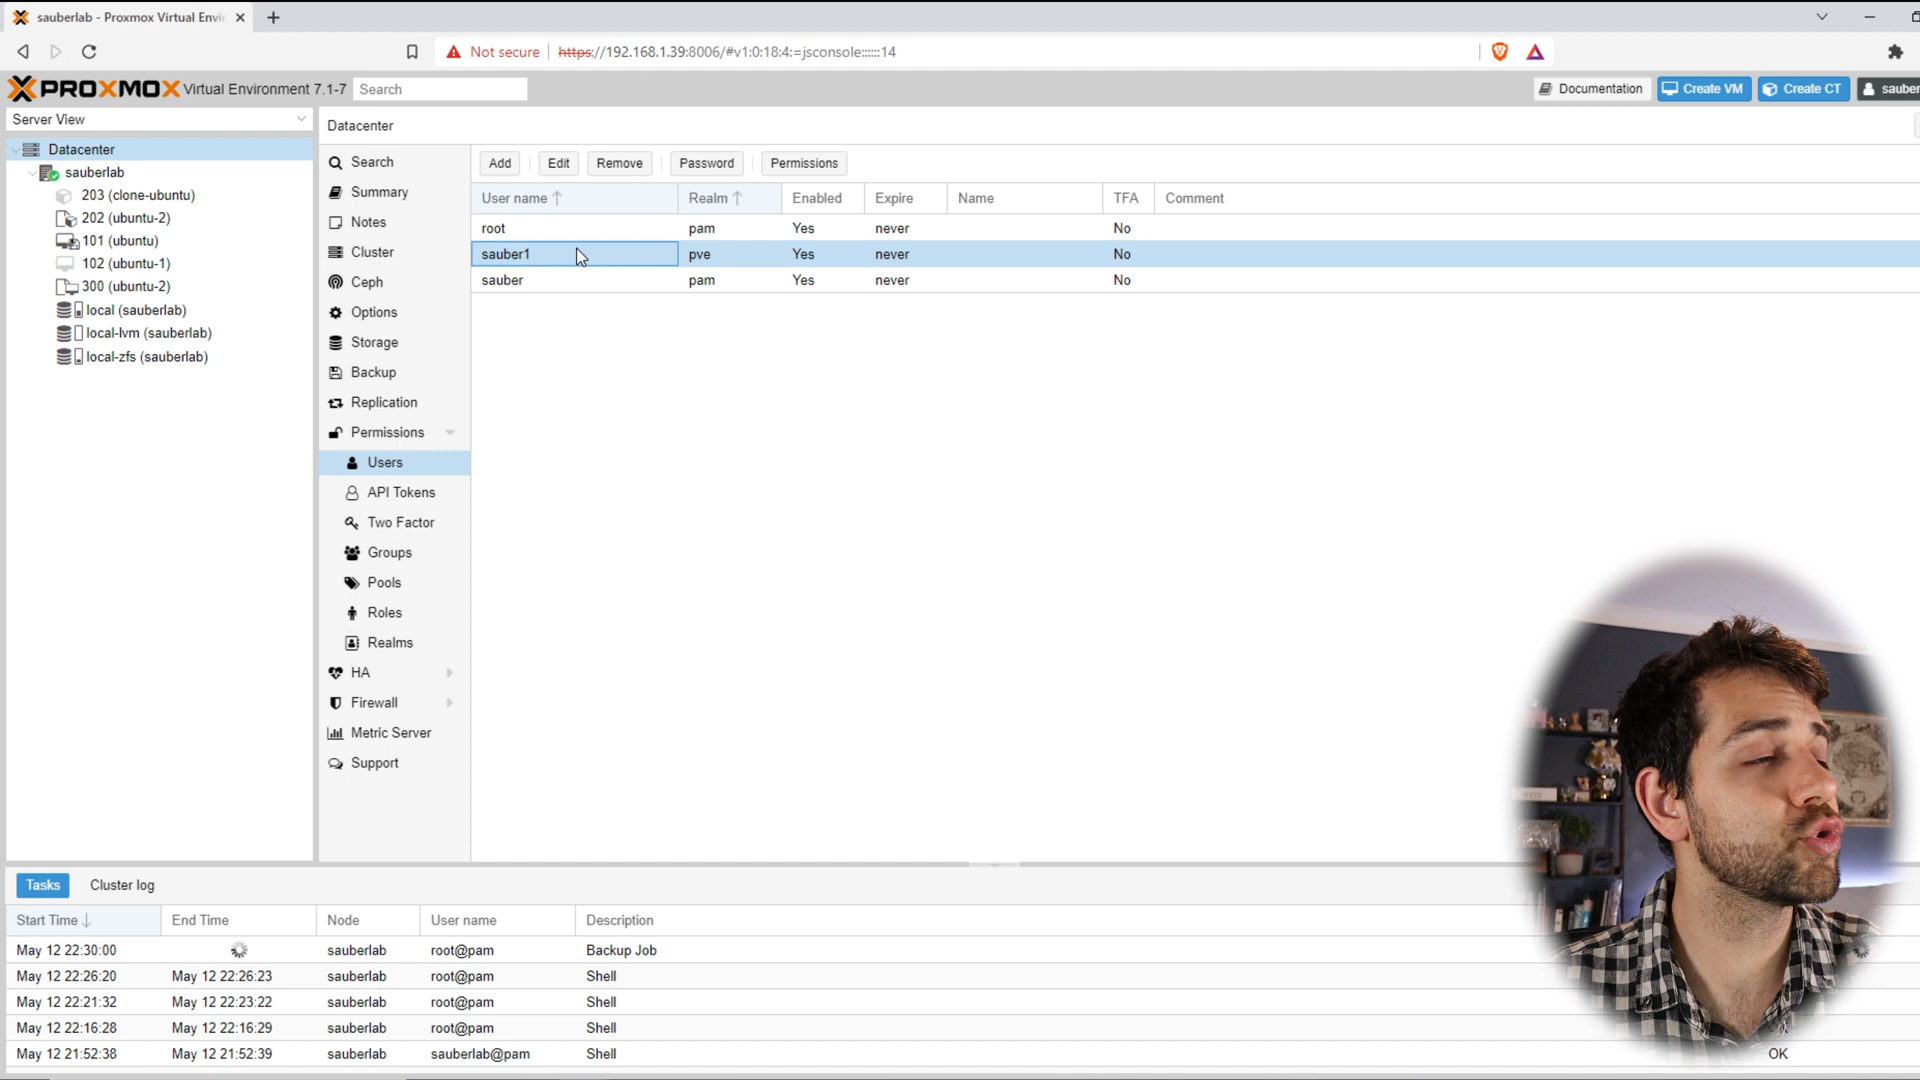 sauberlab - Proxmox Virtual Envir
Not secure
https://192.168.1.39:8006/#v1:0:18:4:=jsconsole::::::14
PROXMOX Virtual Environment 7.1-7
Search
Documentation
Create VM
Create CT
sauber
Server View
Datacenter
sauberlab
203 (clone-ubuntu)
202 (ubuntu-2)
101 (ubuntu)
102 (ubuntu-1)
300 (ubuntu-2)
local (sauberlab)
local-lvm (sauberlab)
local-zfs (sauberlab)
Datacenter
Search
Summary
Notes
Cluster
Ceph
Options
Storage
Backup
Replication
Permissions
Users
API Tokens
Two Factor
Groups
Pools
Roles
Realms
HA
Firewall
Metric Server
Support
Add Edit Remove Password Permissions
User name Realm Enabled Expire Name TFA Comment
root pam Yes never No
sauber1 pve Yes never No
sauber pam Yes never No
Tasks Cluster log
Start Time End Time Node User name Description
May 12 22:30:00 sauberlab root@pam Backup Job
May 12 22:26:20 May 12 22:26:23 sauberlab root@pam Shell
May 12 22:21:32 May 12 22:23:22 sauberlab root@pam Shell
May 12 22:16:28 May 12 22:16:29 sauberlab root@pam Shell
May 12 21:52:38 May 12 21:52:39 sauberlab sauberlab@pam Shell OK